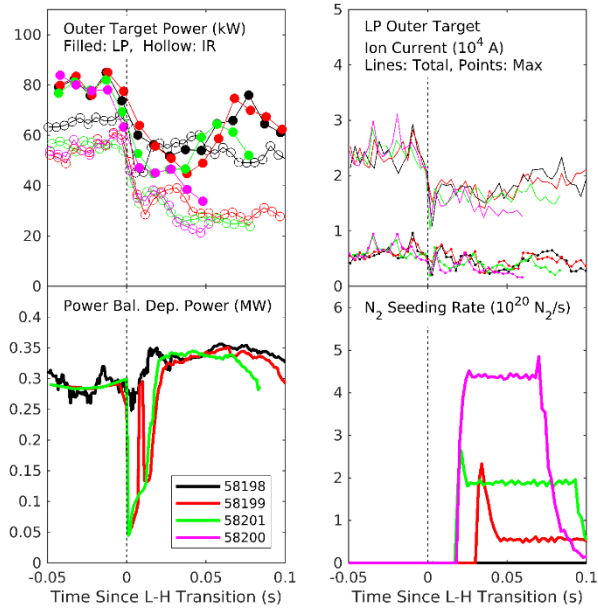 Outer Target Power (kW)
Filled: LP, Hollow: IR
100
80
60
40
20
0
LP Outer Target
Ion Current (10⁴ A)
Lines: Total, Points: Max
5
4
3
2
1
0
Power Bal. Dep. Power (MW)
0.4
0.35
0.3
0.25
0.2
0.15
0.1
0.05
0
58198
58199
58201
58200
-0.05 0 0.05 0.1
Time Since L-H Transition (s)
N₂ Seeding Rate (10²⁰ N₂/s)
6
5
4
3
2
1
0
-0.05 0 0.05 0.1
Time Since L-H Transition (s)